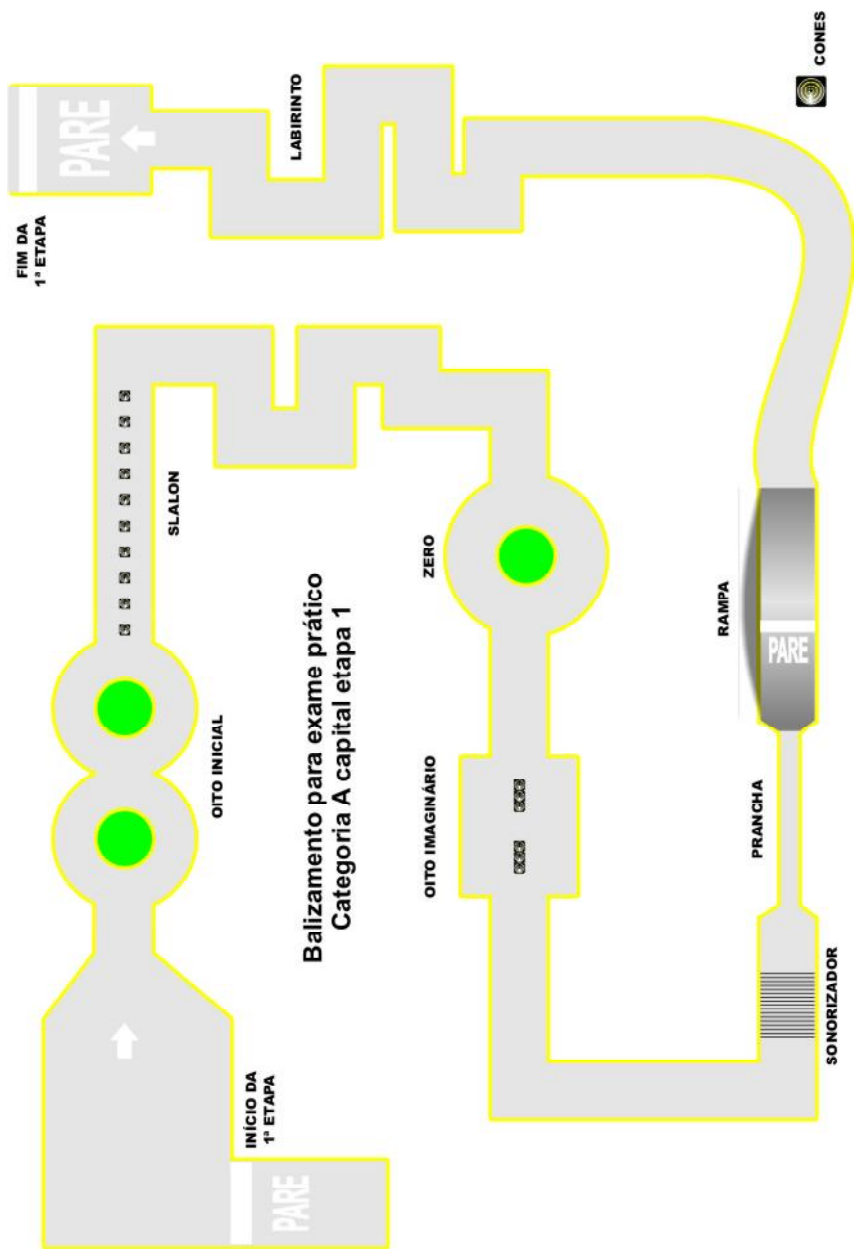 INÍCIO DA
1ª ETAPA
PARE
OITO INICIAL
SLALON
Balizamento para exame prático
Categoria A capital etapa 1
ZERO
OITO IMAGINÁRIO
SONORIZADOR
PRANCHA
RAMPA
PARE
LABIRINTO
FIM DA
1ª ETAPA
PARE
CONES